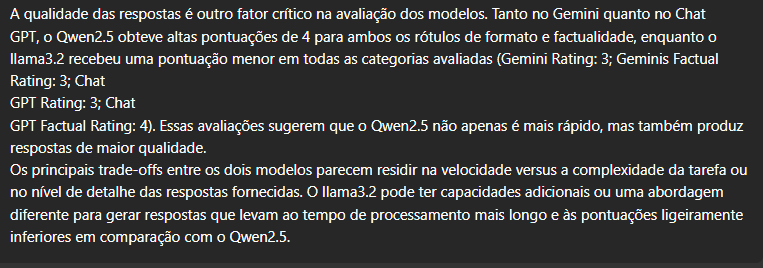 A qualidade das respostas é outro fator crítico na avaliação dos modelos. Tanto no Gemini quanto no Chat
GPT, o Qwen2.5 obteve altas pontuações de 4 para ambos os rótulos de formato e factualidade, enquanto o
llama3.2 recebeu uma pontuação menor em todas as categorias avaliadas (Gemini Rating: 3; Geminis Factual
Rating: 3; Chat
GPT Rating: 3; Chat
GPT Factual Rating: 4). Essas avaliações sugerem que o Qwen2.5 não apenas é mais rápido, mas também produz
respostas de maior qualidade.
Os principais trade-offs entre os dois modelos parecem residir na velocidade versus a complexidade da tarefa ou
no nível de detalhe das respostas fornecidas. O llama3.2 pode ter capacidades adicionais ou uma abordagem
diferente para gerar respostas que levam ao tempo de processamento mais longo e às pontuações ligeiramente
inferiores em comparação com o Qwen2.5.